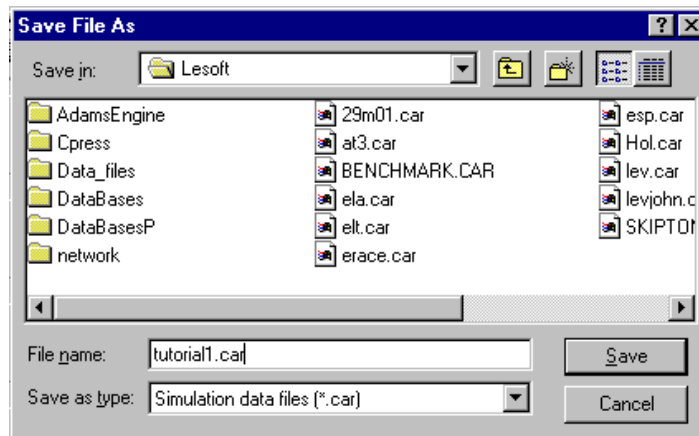 Save File As
Save in: Lesoft
AdamsEngine 29m01.car esp.car
Cpress at3.car Hol.car
Data_files BENCHMARK.CAR lev.car
DataBases ela.car levjohn.c
DataBasesP elt.car SKIPTON
network erace.car
File name: tutorial1.car Save
Save as type: Simulation data files (*.car) Cancel